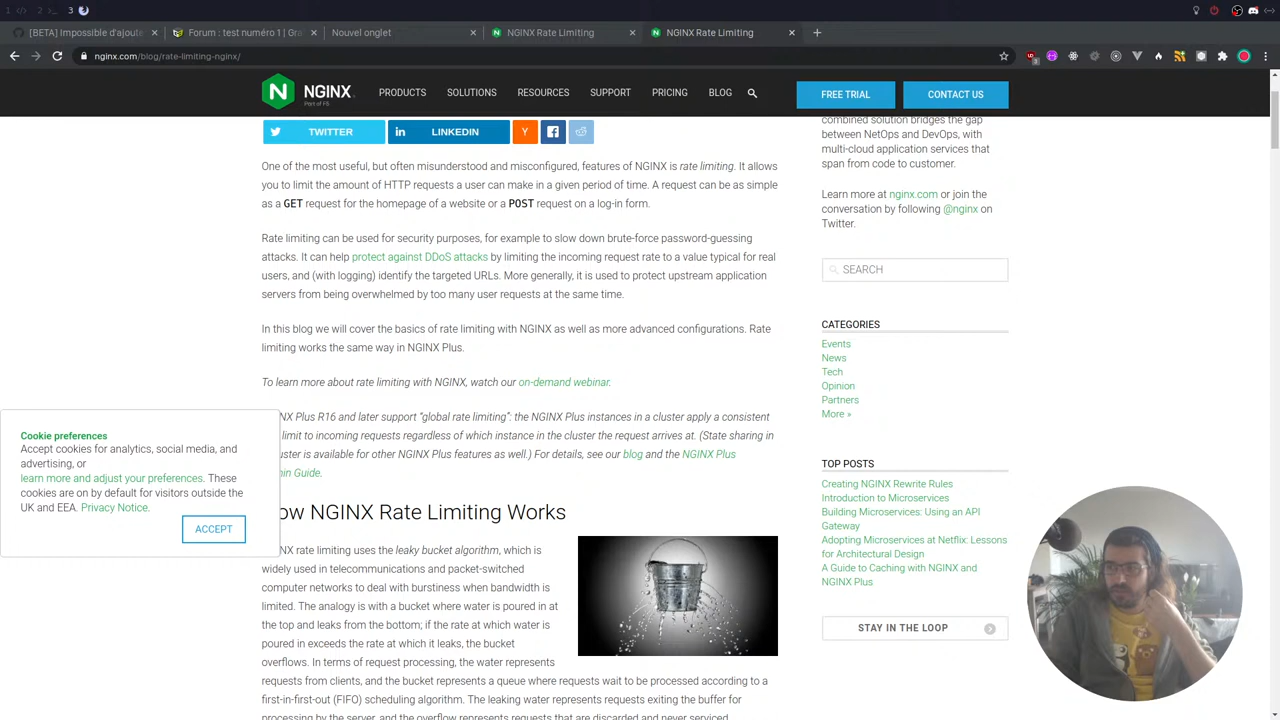 1 </>
2 >_
3
[BETA] Impossible d'ajoute
Forum : test numéro 1 | Gra
Nouvel onglet
NGINX Rate Limiting
NGINX Rate Limiting
nginx.com/blog/rate-limiting-nginx/
NGINX
Part of F5
PRODUCTS
SOLUTIONS
RESOURCES
SUPPORT
PRICING
BLOG
FREE TRIAL
CONTACT US
TWITTER
LINKEDIN
One of the most useful, but often misunderstood and misconfigured, features of NGINX is rate limiting. It allows
you to limit the amount of HTTP requests a user can make in a given period of time. A request can be as simple
as a GET request for the homepage of a website or a POST request on a log-in form.
Rate limiting can be used for security purposes, for example to slow down brute-force password-guessing
attacks. It can help protect against DDoS attacks by limiting the incoming request rate to a value typical for real
users, and (with logging) identify the targeted URLs. More generally, it is used to protect upstream application
servers from being overwhelmed by too many user requests at the same time.
In this blog we will cover the basics of rate limiting with NGINX as well as more advanced configurations. Rate
limiting works the same way in NGINX Plus.
To learn more about rate limiting with NGINX, watch our on-demand webinar.
NX Plus R16 and later support “global rate limiting”: the NGINX Plus instances in a cluster apply a consistent
limit to incoming requests regardless of which instance in the cluster the request arrives at. (State sharing in
uster is available for other NGINX Plus features as well.) For details, see our blog and the NGINX Plus
in Guide.
ow NGINX Rate Limiting Works
NX rate limiting uses the leaky bucket algorithm, which is
widely used in telecommunications and packet-switched
computer networks to deal with burstiness when bandwidth is
limited. The analogy is with a bucket where water is poured in at
the top and leaks from the bottom; if the rate at which water is
poured in exceeds the rate at which it leaks, the bucket
overflows. In terms of request processing, the water represents
requests from clients, and the bucket represents a queue where requests wait to be processed according to a
first-in-first-out (FIFO) scheduling algorithm. The leaking water represents requests exiting the buffer for
processing by the server, and the overflow represents requests that are discarded and never serviced.
Cookie preferences
Accept cookies for analytics, social media, and
advertising, or
learn more and adjust your preferences. These
cookies are on by default for visitors outside the
UK and EEA. Privacy Notice.
ACCEPT
combined solution bridges the gap
between NetOps and DevOps, with
multi-cloud application services that
span from code to customer.
Learn more at nginx.com or join the
conversation by following @nginx on
Twitter.
SEARCH
CATEGORIES
Events
News
Tech
Opinion
Partners
More »
TOP POSTS
Creating NGINX Rewrite Rules
Introduction to Microservices
Building Microservices: Using an API
Gateway
Adopting Microservices at Netflix: Lessons
for Architectural Design
A Guide to Caching with NGINX and
NGINX Plus
STAY IN THE LOOP